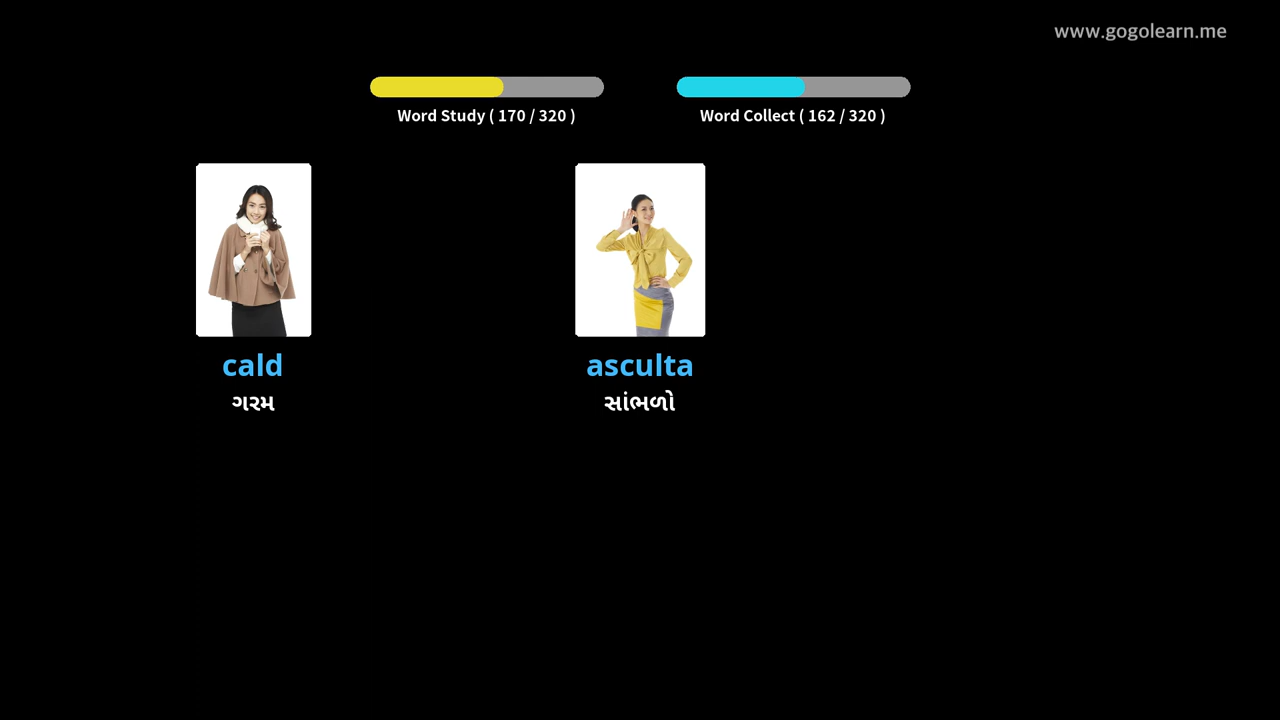 www.gogolearn.me
Word Study ( 170 / 320 )
Word Collect ( 162 / 320 )
cald
ગરમ
asculta
સાંભળો